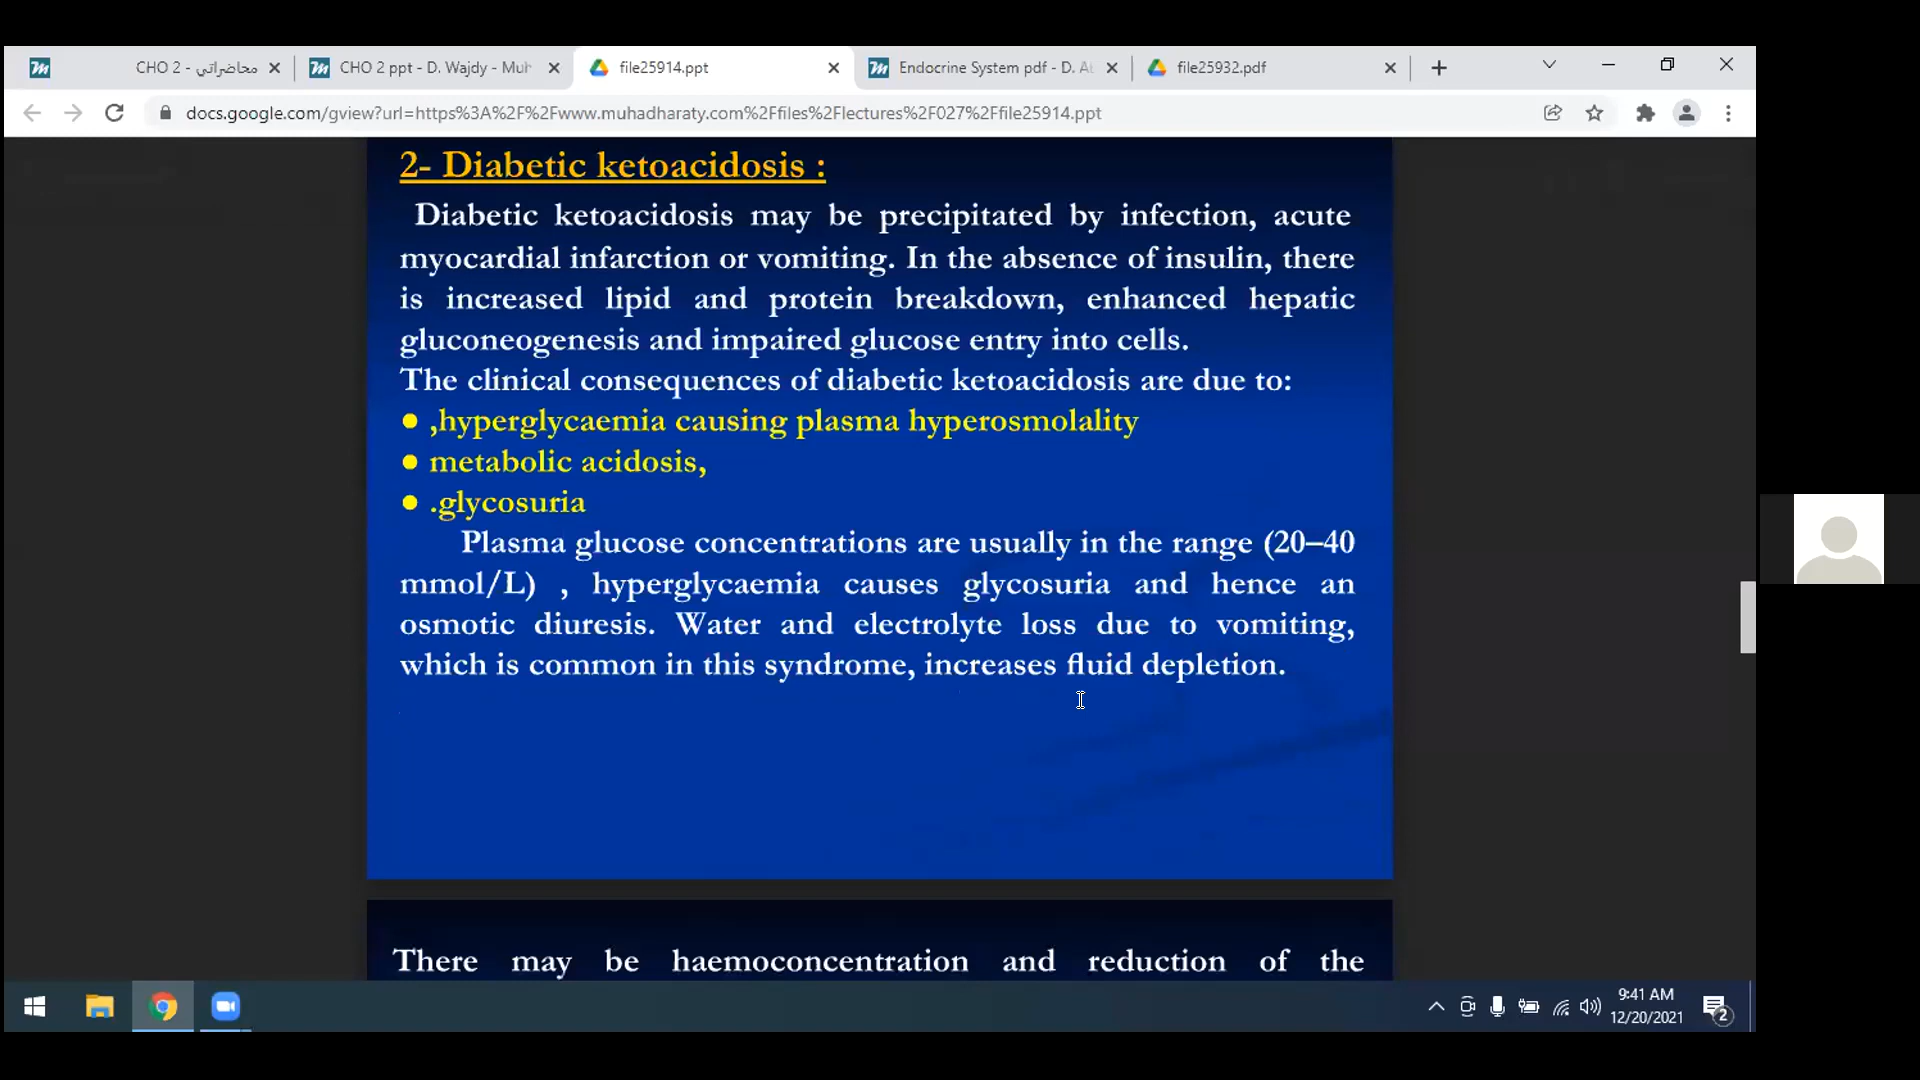 CHO 2 - محاضراتي
CHO 2 ppt - D. Wajdy - Muh
file25914.ppt
Endocrine System pdf - D. A
file25932.pdf
docs.google.com/gview?url=https%3A%2F%2Fwww.muhadharaty.com%2Ffiles%2Flectures%2F027%2Ffile25914.ppt
2- Diabetic ketoacidosis :
Diabetic ketoacidosis may be precipitated by infection, acute
myocardial infarction or vomiting. In the absence of insulin, there
is increased lipid and protein breakdown, enhanced hepatic
gluconeogenesis and impaired glucose entry into cells.
The clinical consequences of diabetic ketoacidosis are due to:
● ,hyperglycaemia causing plasma hyperosmolality
● metabolic acidosis,
● .glycosuria
Plasma glucose concentrations are usually in the range (20–40
mmol/L) , hyperglycaemia causes glycosuria and hence an
osmotic diuresis. Water and electrolyte loss due to vomiting,
which is common in this syndrome, increases fluid depletion.
There may be haemoconcentration and reduction of the
9:41 AM
12/20/2021
2